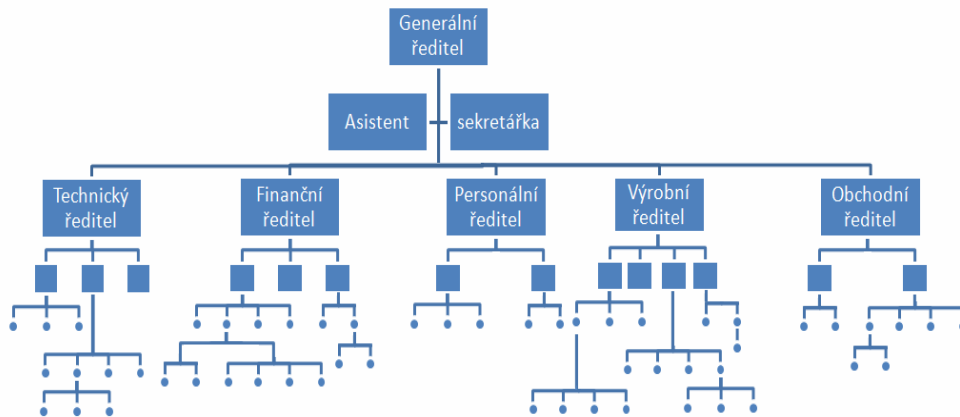 Generální
ředitel
Asistent
sekretářka
Technický
ředitel
Finanční
ředitel
Personální
ředitel
Výrobní
ředitel
Obchodní
ředitel